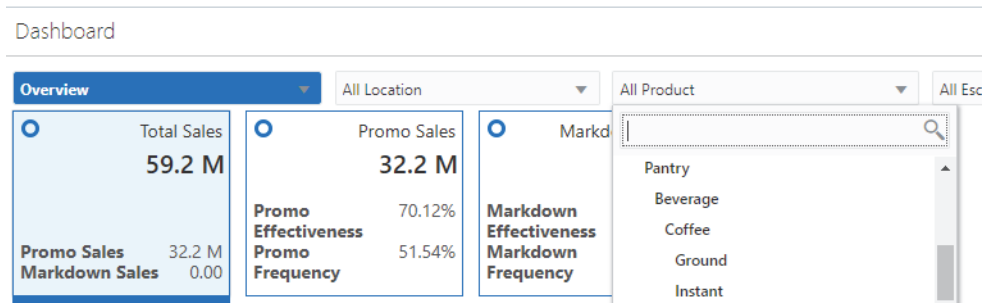 Dashboard
Overview
All Location
All Product
All Esc
Total Sales
59.2 M
Promo Sales 32.2 M
Markdown Sales 0.00
Promo Sales
32.2 M
Promo Effectiveness 70.12%
Promo Frequency 51.54%
Markd
Markdown
Effectiveness
Markdown
Frequency
Pantry
Beverage
Coffee
Ground
Instant